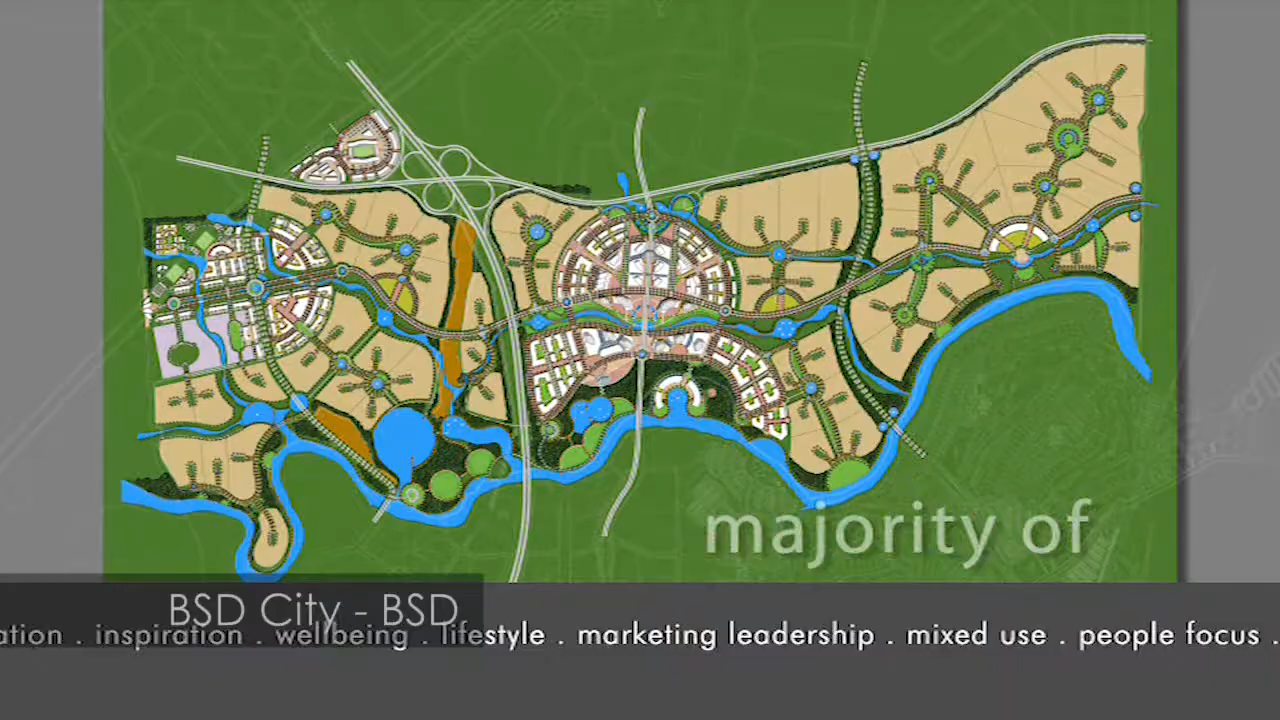 majority of
BSD City - BSD
ation . inspiration . wellbeing . lifestyle . marketing leadership . mixed use . people focus .